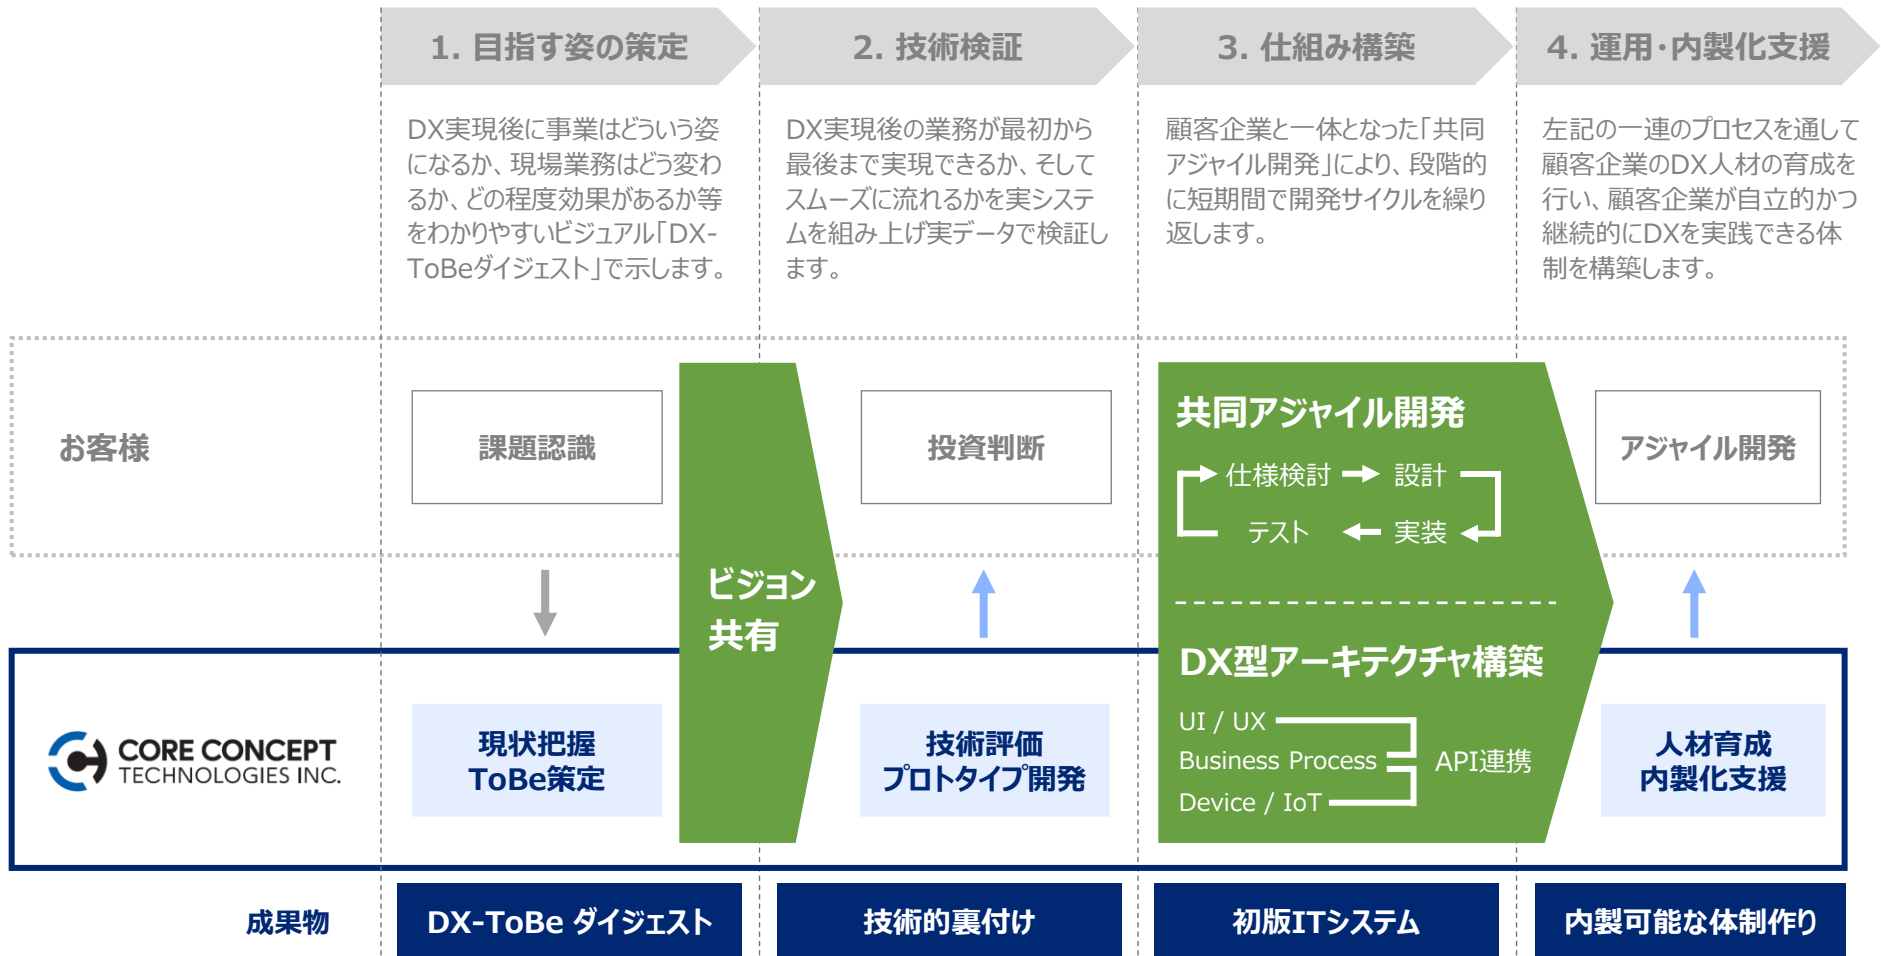 1. 目指す姿の策定
2. 技術検証
3. 仕組み構築
4. 運用・内製化支援
DX実現後に事業はどういう姿
になるか、現場業務はどう変わ
るか、どの程度効果があるか等
をわかりやすいビジュアル「DX-
ToBeダイジェスト」で示します。
DX実現後の業務が最初から
最後まで実現できるか、そして
スムーズに流れるかを実システ
ムを組み上げ実データで検証し
ます。
顧客企業と一体となった「共同
アジャイル開発」により、段階的
に短期間で開発サイクルを繰り
返します。
左記の一連のプロセスを通して
顧客企業のDX人材の育成を
行い、顧客企業が自立的かつ
継続的にDXを実践できる体
制を構築します。
お客様
課題認識
ビジョン
共有
投資判断
共同アジャイル開発
仕様検討
設計
テスト
実装
アジャイル開発
CORE CONCEPT
TECHNOLOGIES INC.
現状把握
ToBe策定
技術評価
プロトタイプ開発
DX型アーキテクチャ構築
UI / UX
Business Process
API連携
Device / IoT
人材育成
内製化支援
成果物
DX-ToBe ダイジェスト
技術的裏付け
初版ITシステム
内製可能な体制作り